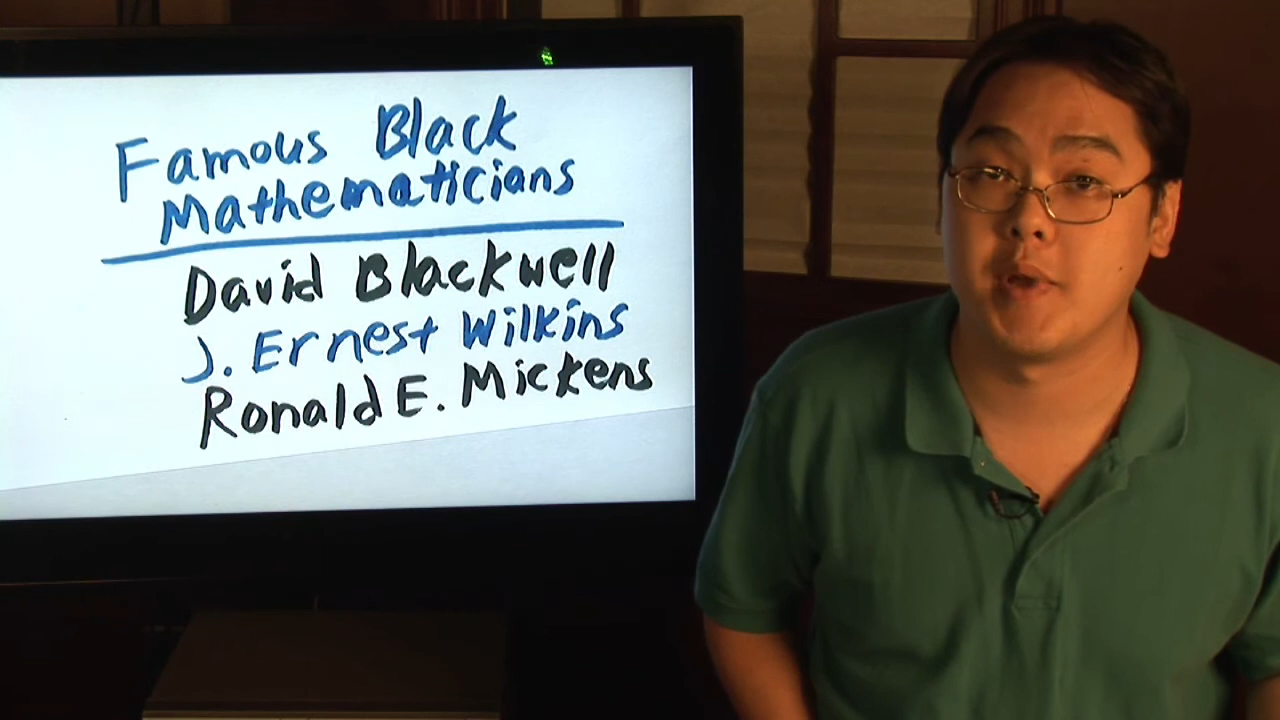 Famous Black
Mathematicians
David Blackwell
J. Ernest Wilkins
Ronald E. Mickens